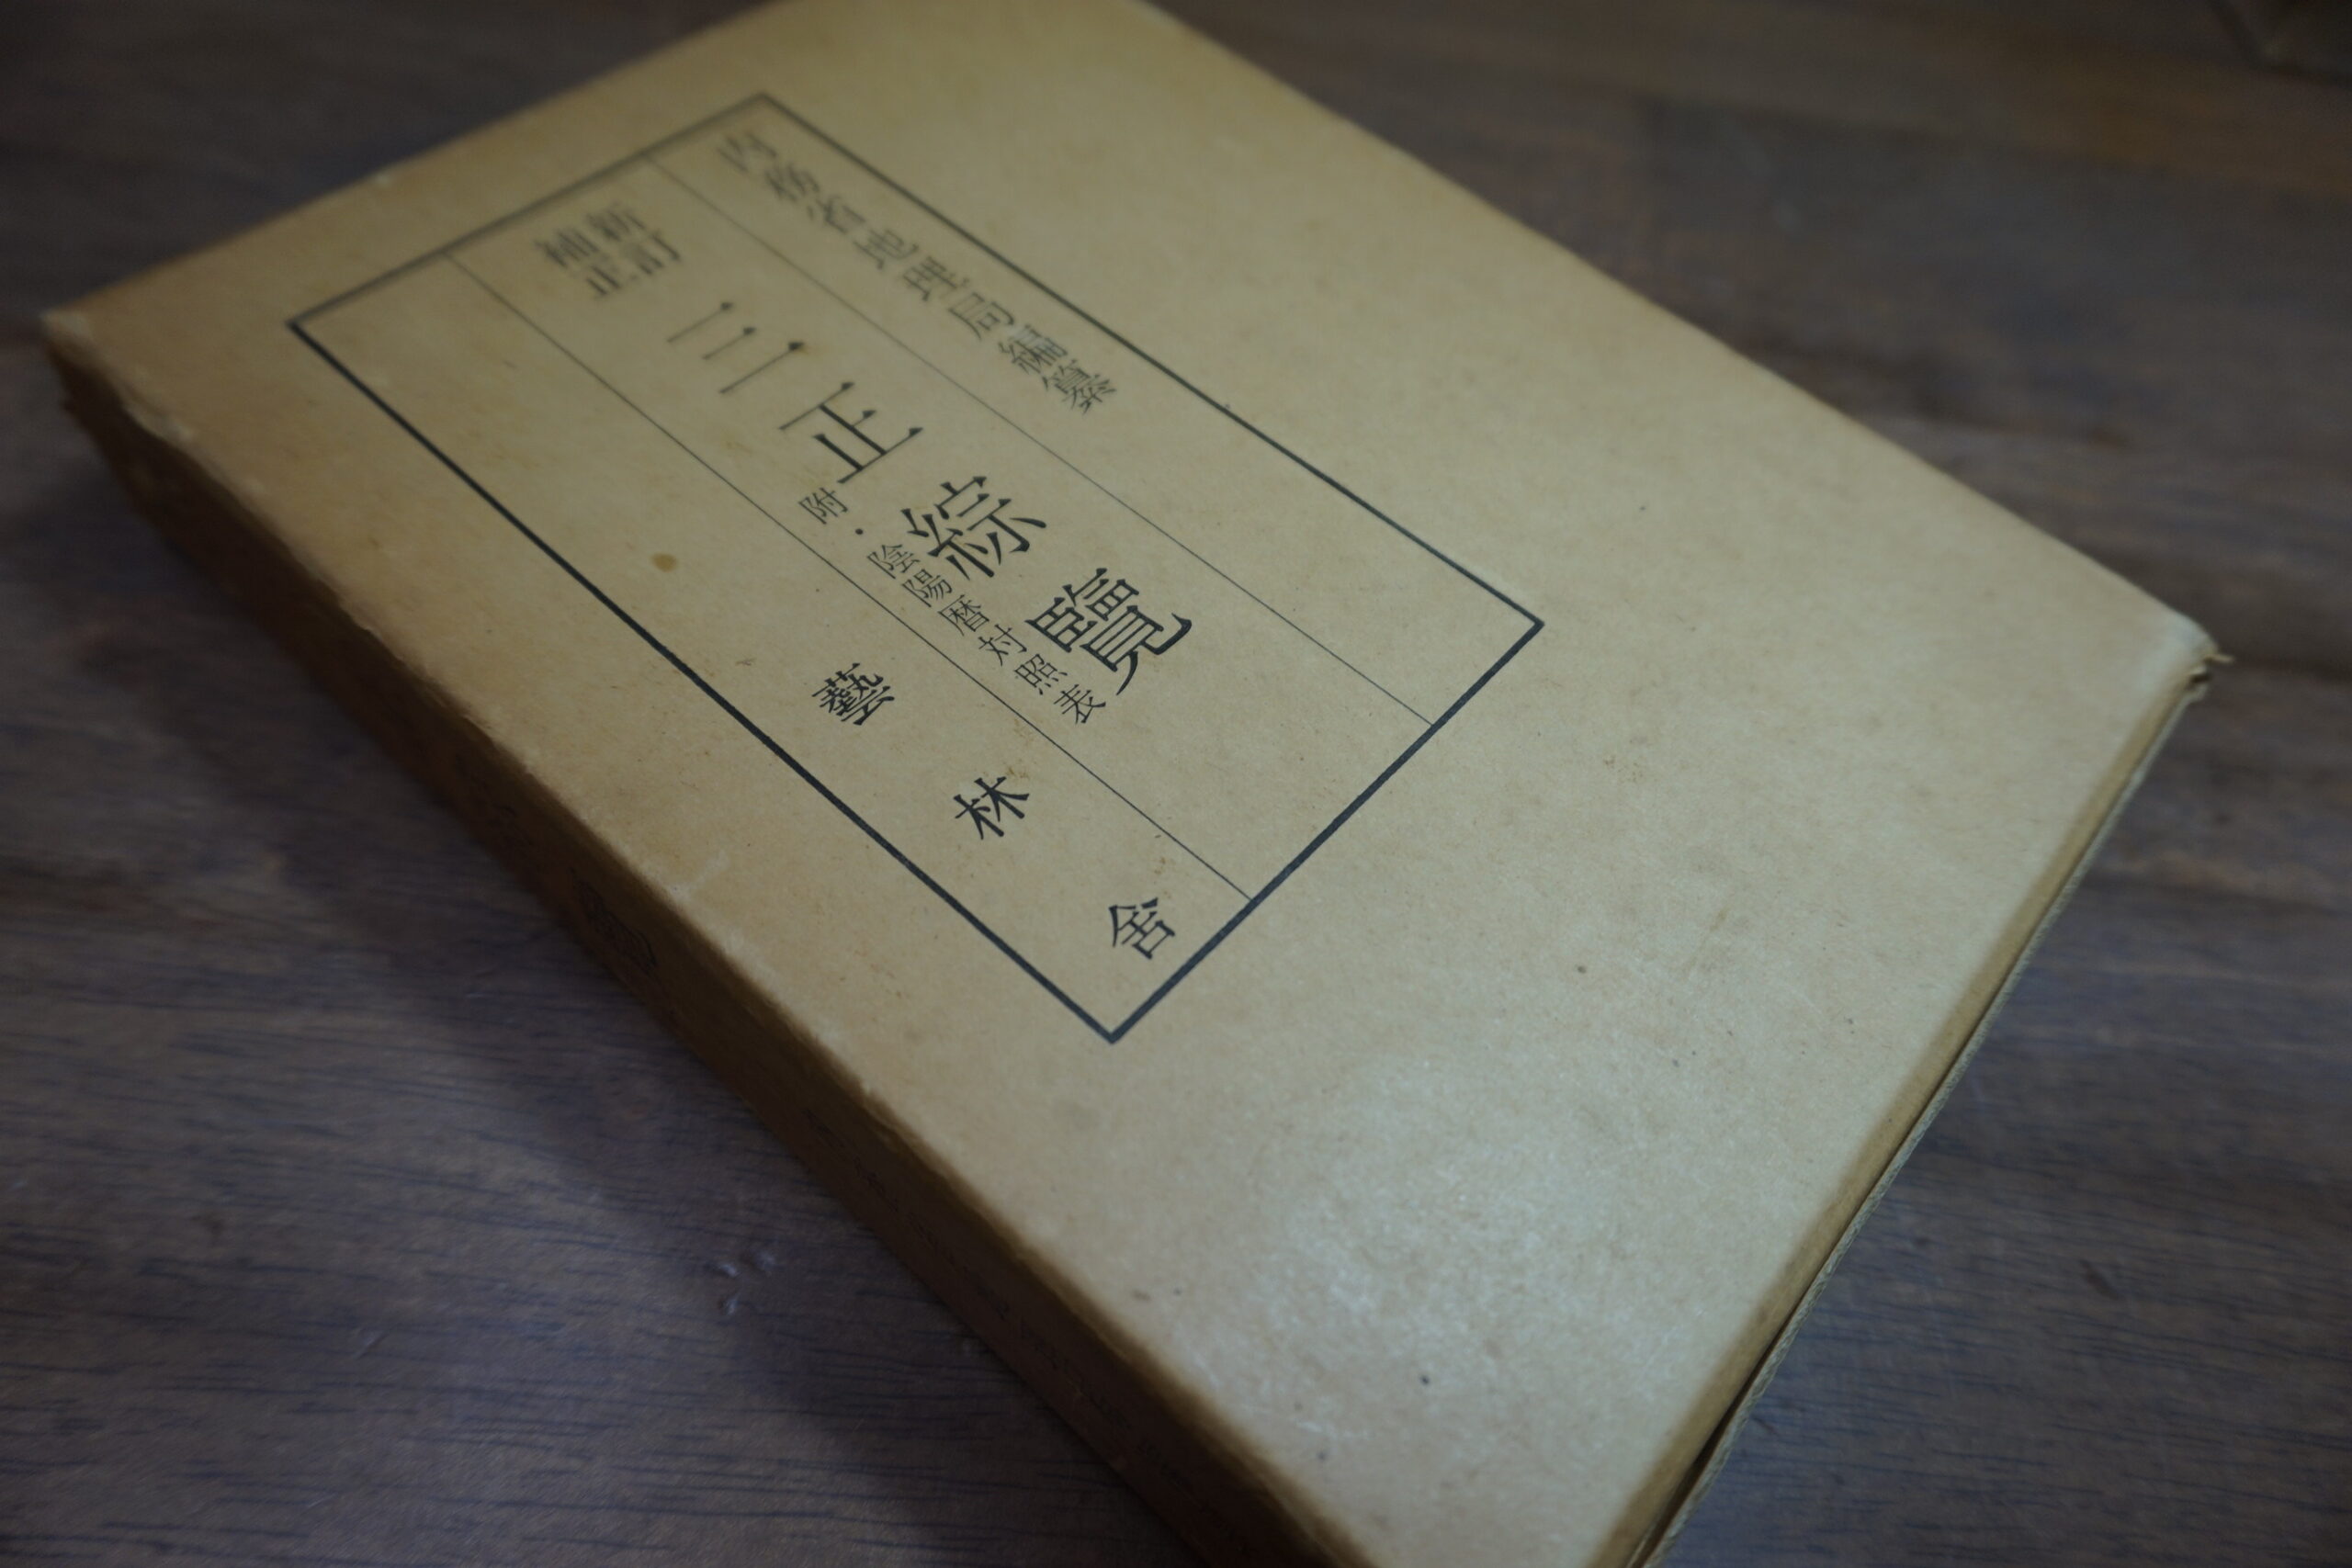 内務省地理局編纂
新訂
補正
三正綜覽
附・陰陽暦対照表
藝林舎